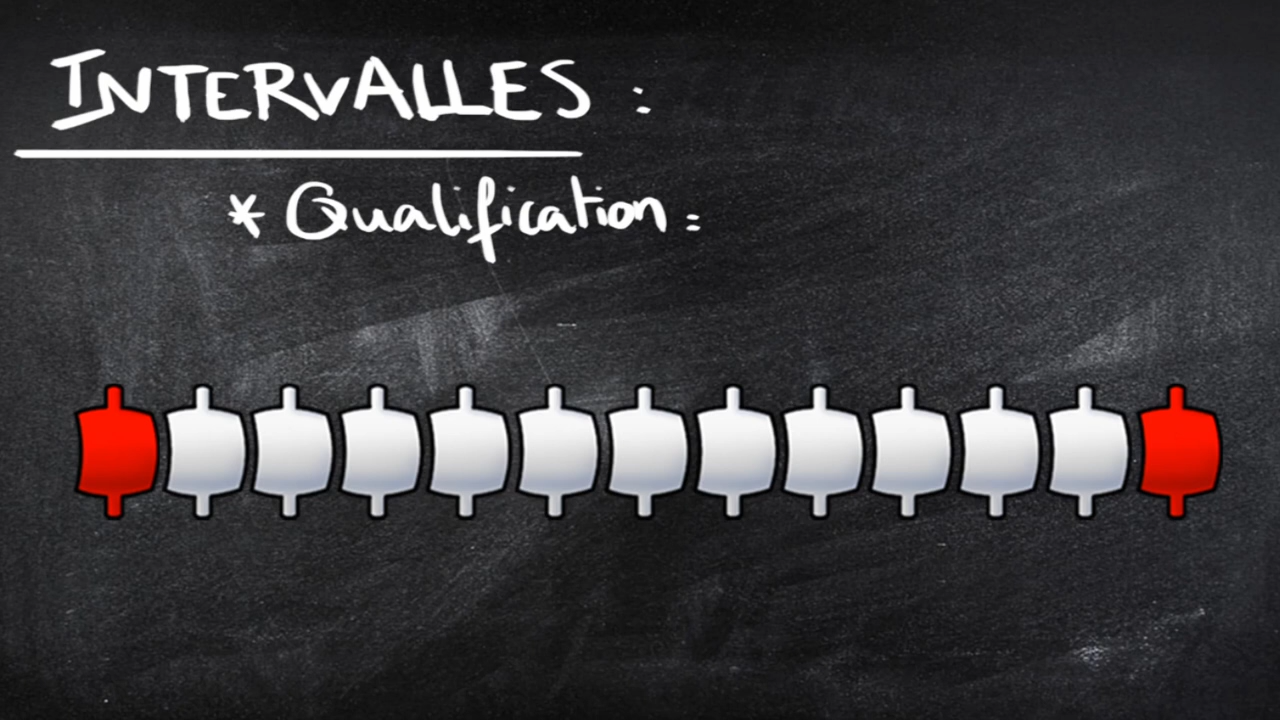 INTERVALLES :
* Qualification :